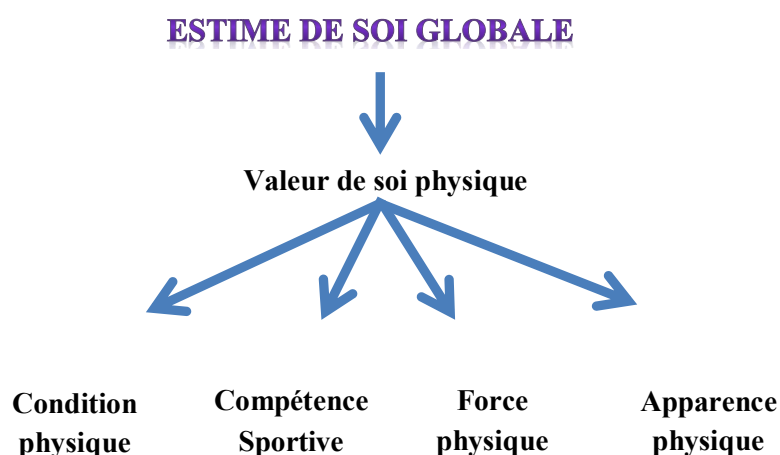 ESTIME DE SOI GLOBALE
Valeur de soi physique
Condition physique
Compétence Sportive
Force physique
Apparence physique